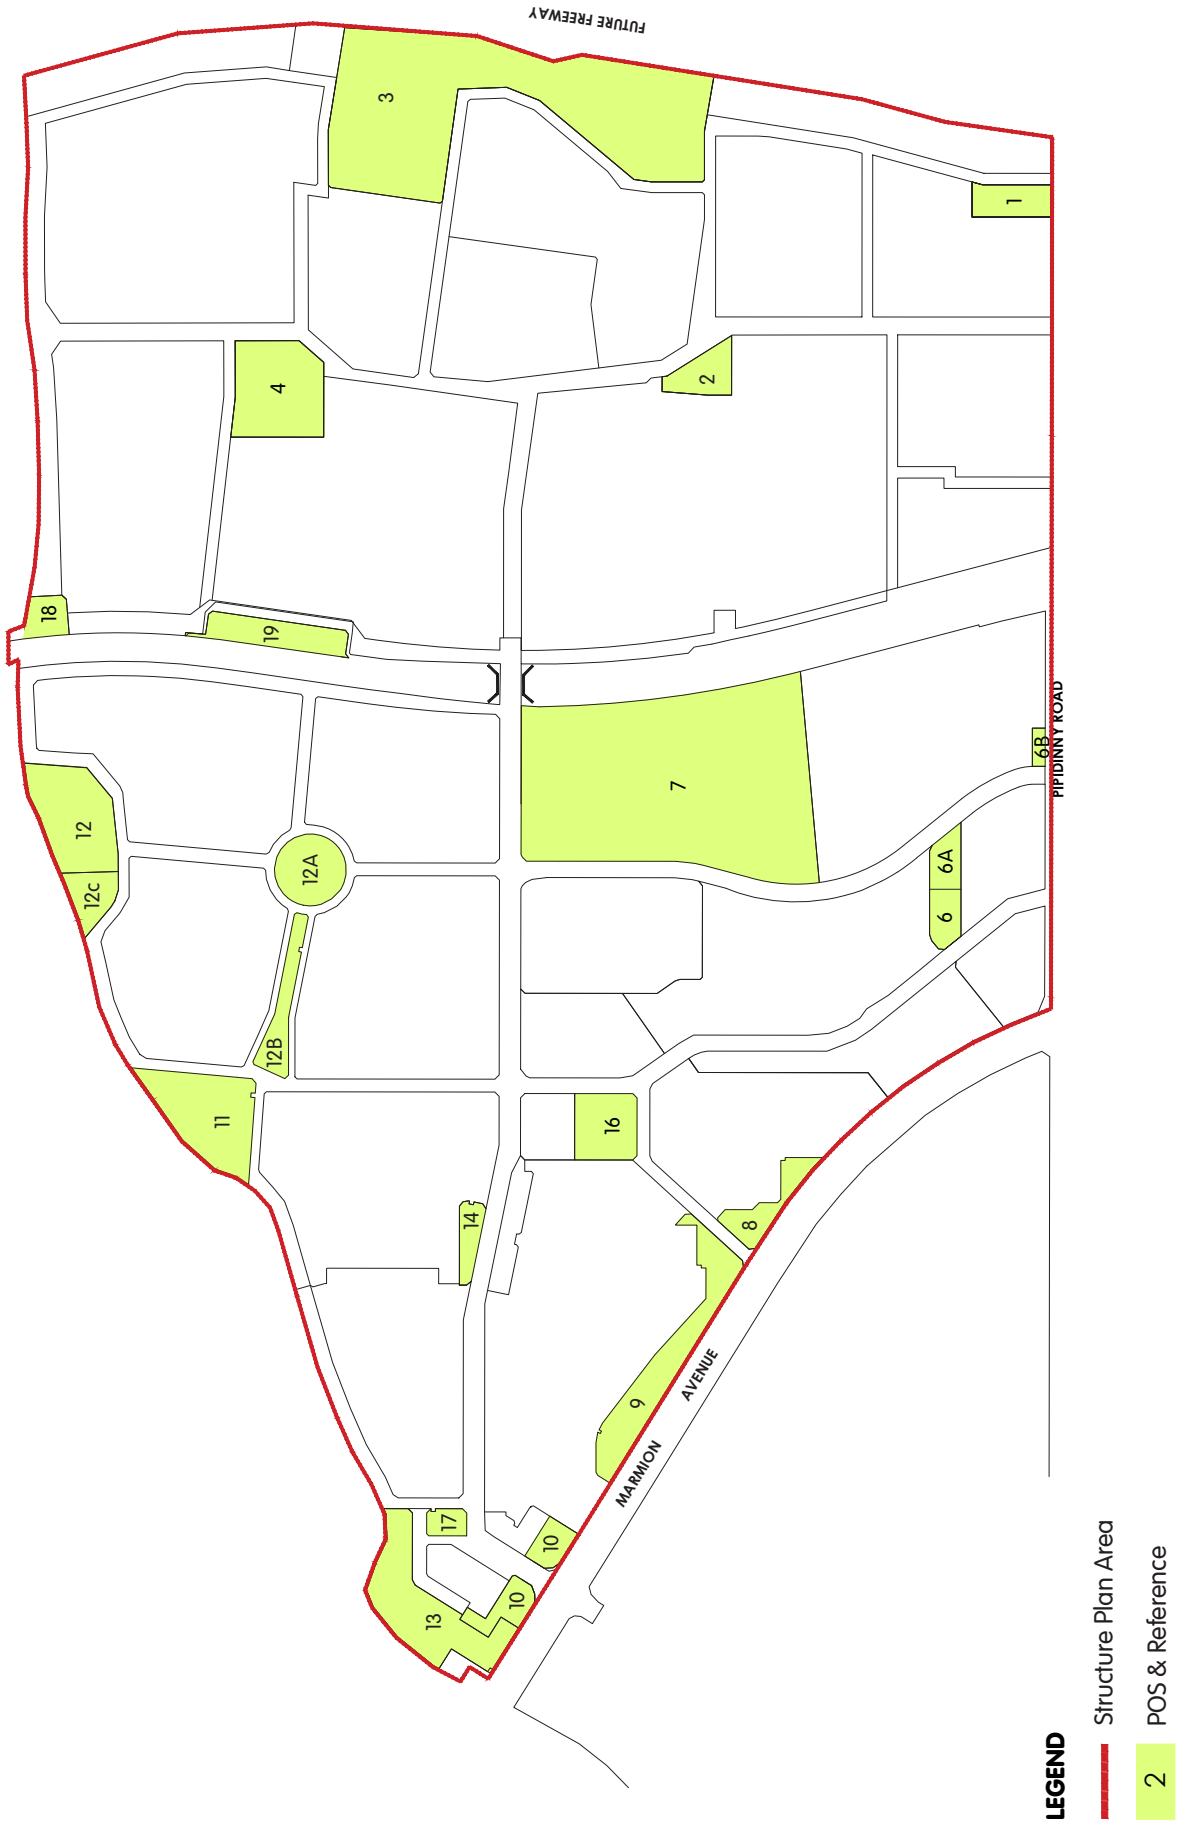 FUTURE FREEWAY
3
1
4
2
18
19
7
6B
PIPIDINNY ROAD
12
12c
12A
6A
6
12B
11
16
14
8
9
MARMION
AVENUE
17
10
10
13
LEGEND
Structure Plan Area
2
POS & Reference